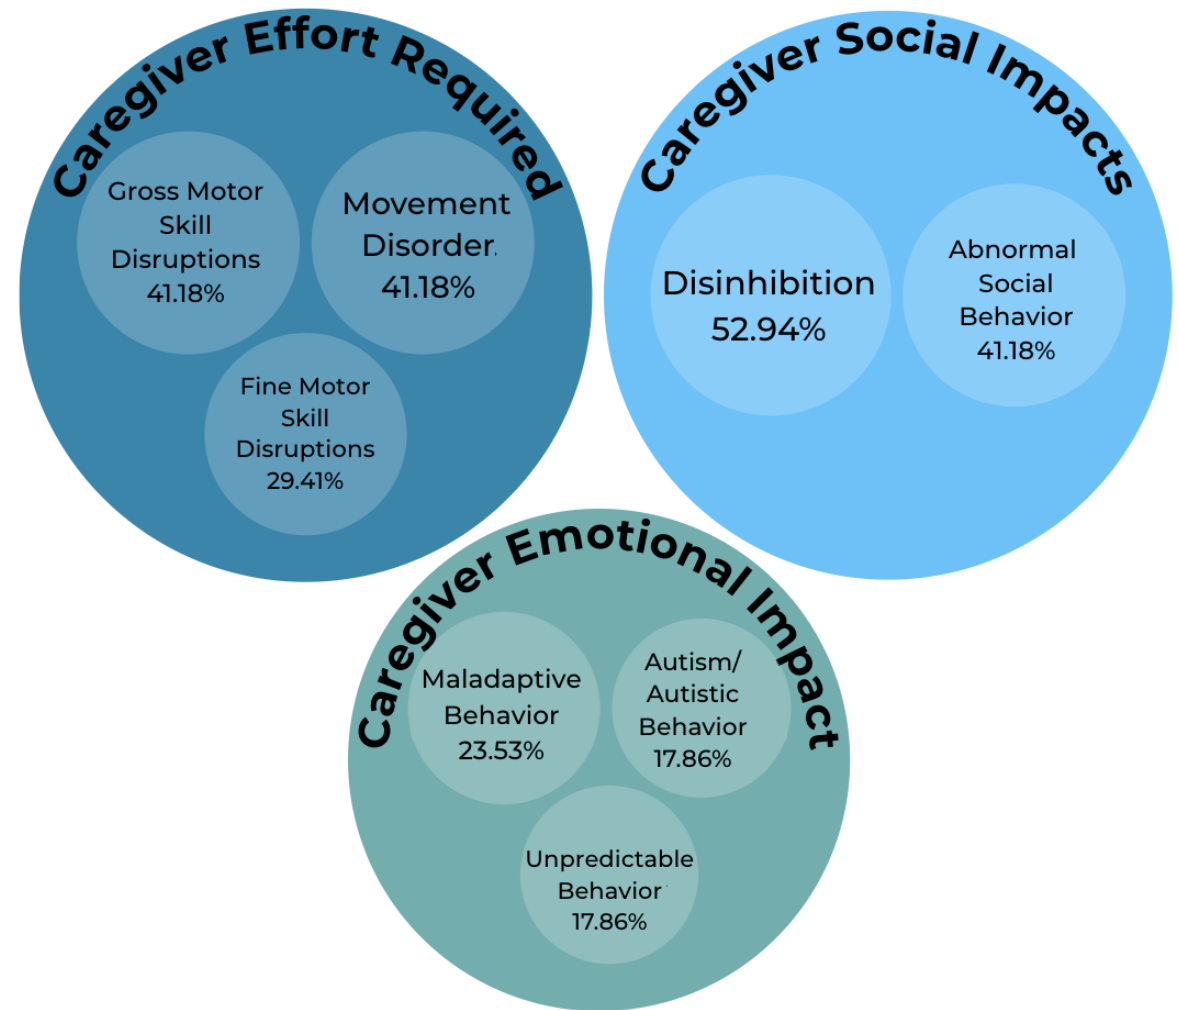 Caregiver Effort Required
Gross Motor
Skill
Disruptions
41.18%
Movement
Disorder.
41.18%
Fine Motor
Skill
Disruptions
29.41%
Caregiver Social Impacts
Disinhibition
52.94%
Abnormal
Social
Behavior
41.18%
Caregiver Emotional Impact
Maladaptive
Behavior
23.53%
Autism/
Autistic
Behavior
17.86%
Unpredictable
Behavior
17.86%